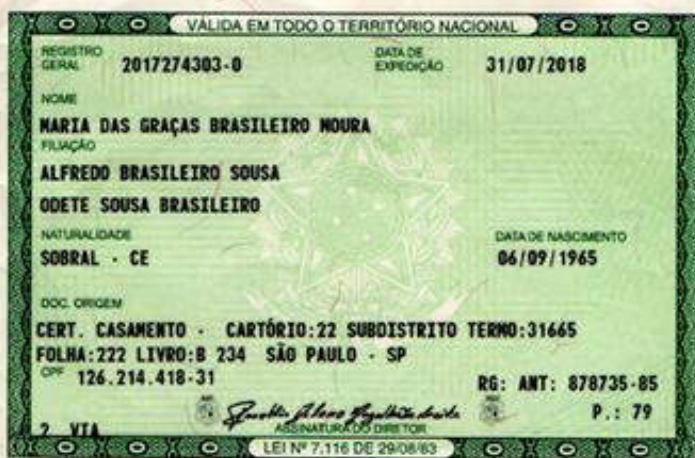 VÁLIDA EM TODO O TERRITÓRIO NACIONAL
REGISTRO GERAL 2017274303-0 DATA DE EXPEDIÇÃO 31/07/2018
NOME
MARIA DAS GRAÇAS BRASILEIRO MOURA
FILIAÇÃO
ALFREDO BRASILEIRO SOUSA
ODETE SOUSA BRASILEIRO
NATURALIDADE DATA DE NASCIMENTO
SOBRAL - CE 06/09/1965
DOC. ORIGEM
CERT. CASAMENTO - CARTÓRIO:22 SUBDISTRITO TERMO:31665
FOLHA:222 LIVRO:B 234 SÃO PAULO - SP
CPF 126.214.418-31
RG: ANT: 878735-85
P.: 79
2 VIA
ASSINATURA DO DIRETOR
LEI Nº 7.116 DE 29/08/83